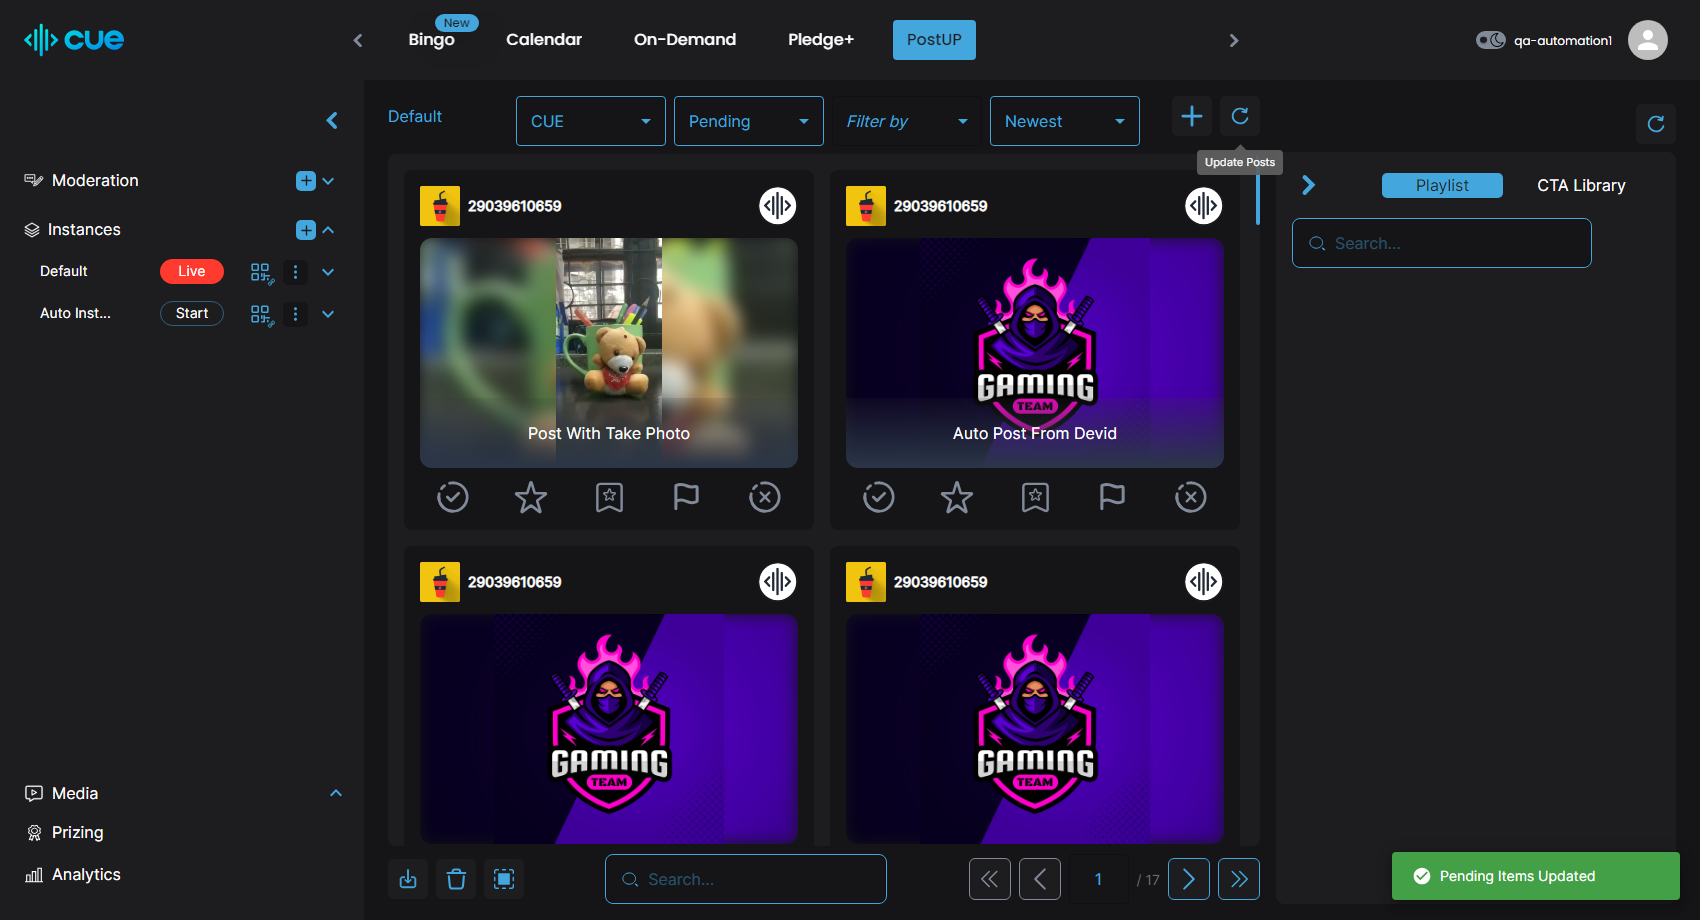 cue
New
Bingo
Calendar
On-Demand
Pledge+
PostUP
qa-automation1
Default
CUE
Pending
Filter by
Newest
Update Posts
Moderation
Instances
Default
Live
Auto Inst...
Start
Media
Prizing
Analytics
29039610659
Post With Take Photo
29039610659
GAMING
TEAM
Auto Post From Devid
29039610659
GAMING
TEAM
29039610659
GAMING
TEAM
Search...
1
/ 17
Playlist
CTA Library
Search...
Pending Items Updated